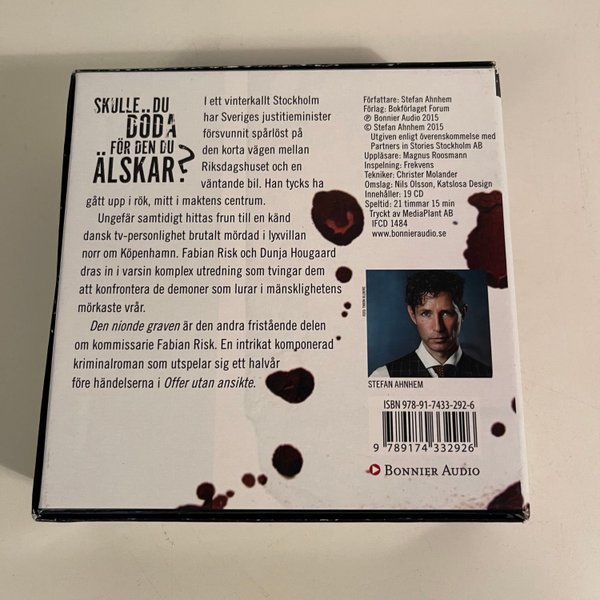 SKULLE DU
DÖDA
FÖR DEN DU
ÄLSKAR?
I ett vinterkallt Stockholm
har Sveriges justitieminister
försvunnit spårlöst på
den korta vägen mellan
Riksdagshuset och en
väntande bil. Han tycks ha
gått upp i rök, mitt i maktens centrum.
Ungefär samtidigt hittas frun till en känd
dansk tv-personlighet brutalt mördad i lyxvillan
norr om Köpenhamn. Fabian Risk och Dunja Hougaard
dras in i varsin komplex utredning som tvingar dem
att konfrontera de demoner som lurar i mänsklighetens
mörkaste vrår.
Den nionde graven är den andra fristående delen
om kommissarie Fabian Risk. En intrikat komponerad
kriminalroman som utspelar sig ett halvår
före händelserna i Offer utan ansikte.
Författare: Stefan Ahnhem
Förlag: Bokförlaget Forum
℗ Bonnier Audio 2015
© Stefan Ahnhem 2015
Utgiven enligt överenskommelse med
Partners in Stories Stockholm AB
Uppläsare: Magnus Roosmann
Inspelning: Frekvens
Tekniker: Christer Molander
Omslag: Nils Olsson, Katslosa Design
Innehåller: 19 CD
Speltid: 21 timmar 15 min
Tryckt av MediaPlant AB
IFCD 1484
www.bonnieraudio.se
STEFAN AHNHEM
ISBN 978-91-7433-292-6
9 789174 332926
BONNIER AUDIO